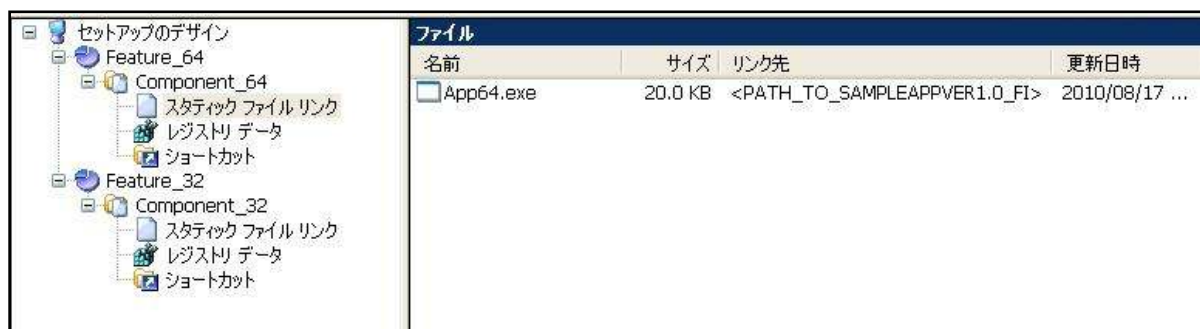 セットアップのデザイン
Feature_64
Component_64
スタティック ファイル リンク
レジストリ データ
ショートカット
Feature_32
Component_32
スタティック ファイル リンク
レジストリ データ
ショートカット
ファイル
名前 サイズ リンク先 更新日時
App64.exe 20.0 KB <PATH_TO_SAMPLEAPPVER1.0_FI> 2010/08/17 ...